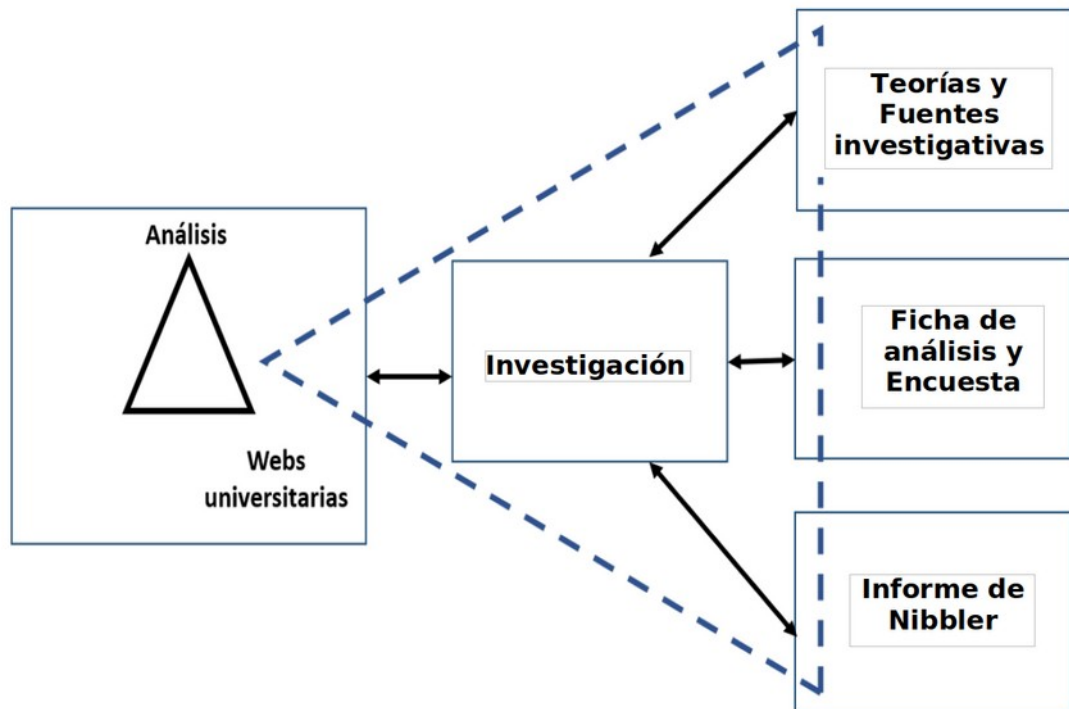 Análisis
Webs
universitarias
Investigación
Teorías y
Fuentes
investigativas
Ficha de
análisis y
Encuesta
Informe de
Nibbler